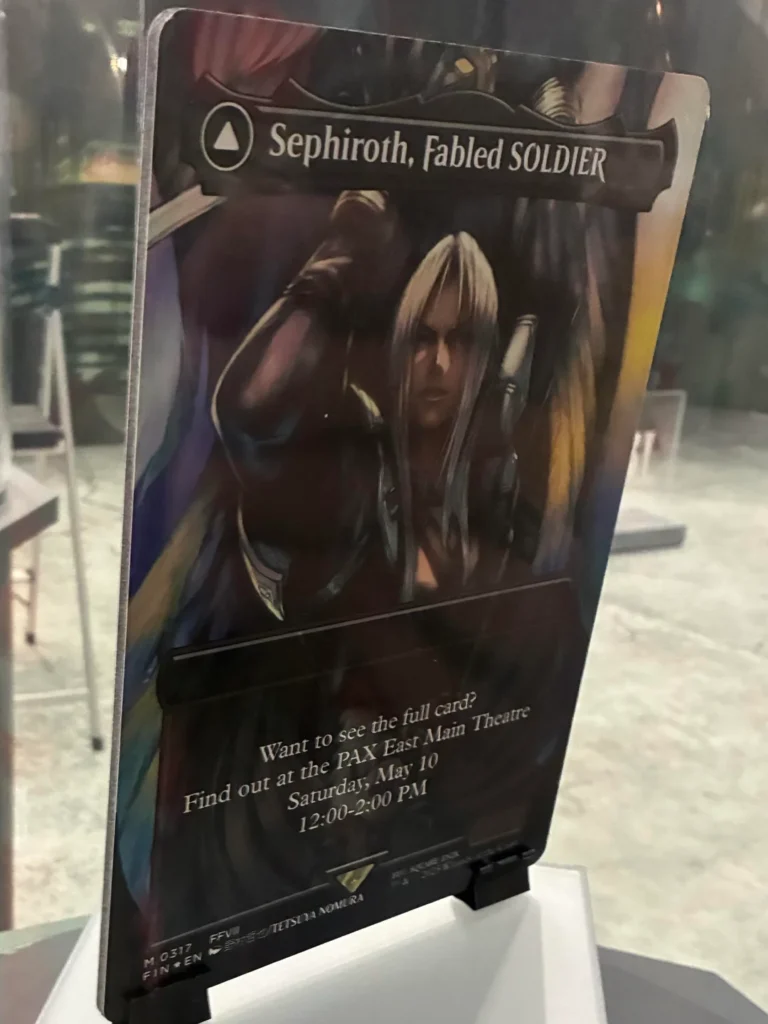 Sephiroth, Fabled SOLDIER
Want to see the full card?
Find out at the PAX East Main Theatre
Saturday, May 10
12:00-2:00 PM
M 0317 FFVII
FIN EN /TETSUYA NOMURA